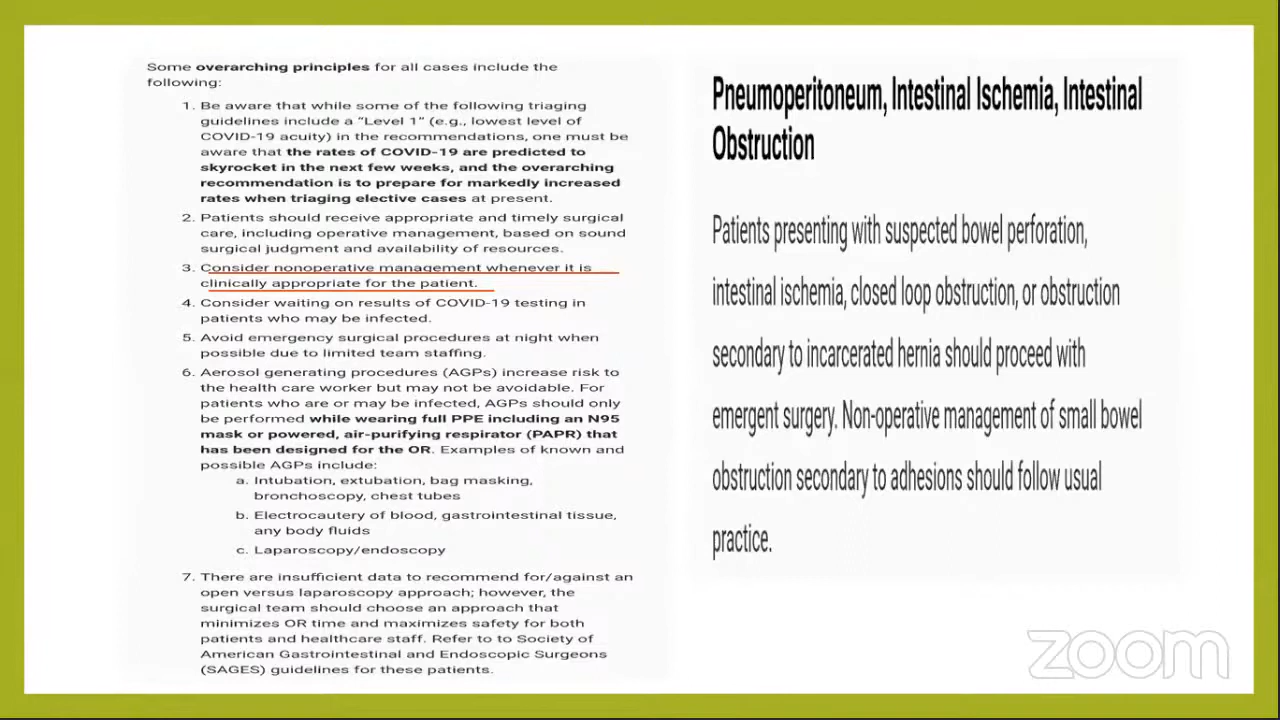 Some overarching principles for all cases include the
following:
1. Be aware that while some of the following triaging
guidelines include a “Level 1” (e.g., lowest level of
COVID-19 acuity) in the recommendations, one must be
aware that the rates of COVID-19 are predicted to
skyrocket in the next few weeks, and the overarching
recommendation is to prepare for markedly increased
rates when triaging elective cases at present.
2. Patients should receive appropriate and timely surgical
care, including operative management, based on sound
surgical judgment and availability of resources.
3. Consider nonoperative management whenever it is
clinically appropriate for the patient.
4. Consider waiting on results of COVID-19 testing in
patients who may be infected.
5. Avoid emergency surgical procedures at night when
possible due to limited team staffing.
6. Aerosol generating procedures (AGPs) increase risk to
the health care worker but may not be avoidable. For
patients who are or may be infected, AGPs should only
be performed while wearing full PPE including an N95
mask or powered, air-purifying respirator (PAPR) that
has been designed for the OR. Examples of known and
possible AGPs include:
a. Intubation, extubation, bag masking,
bronchoscopy, chest tubes
b. Electrocautery of blood, gastrointestinal tissue,
any body fluids
c. Laparoscopy/endoscopy
7. There are insufficient data to recommend for/against an
open versus laparoscopy approach; however, the
surgical team should choose an approach that
minimizes OR time and maximizes safety for both
patients and healthcare staff. Refer to to Society of
American Gastrointestinal and Endoscopic Surgeons
(SAGES) guidelines for these patients.
Pneumoperitoneum, Intestinal Ischemia, Intestinal
Obstruction
Patients presenting with suspected bowel perforation,
intestinal ischemia, closed loop obstruction, or obstruction
secondary to incarcerated hernia should proceed with
emergent surgery. Non-operative management of small bowel
obstruction secondary to adhesions should follow usual
practice.
zoom